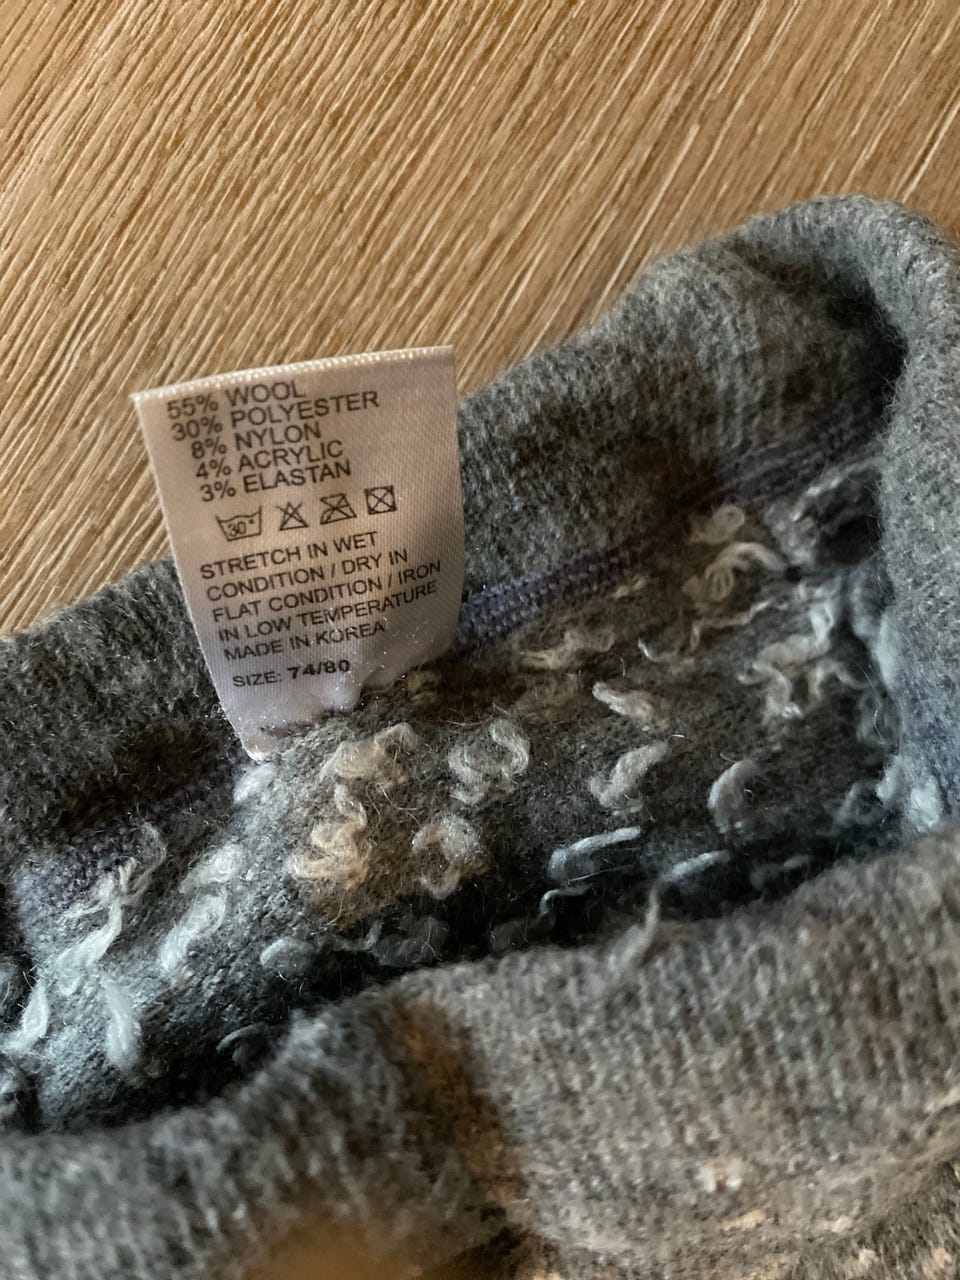 55% WOOL
30% POLYESTER
8% NYLON
4% ACRYLIC
3% ELASTAN
30°
STRETCH IN WET
CONDITION / DRY IN
FLAT CONDITION / IRON
IN LOW TEMPERATURE
MADE IN KOREA
SIZE: 74/80